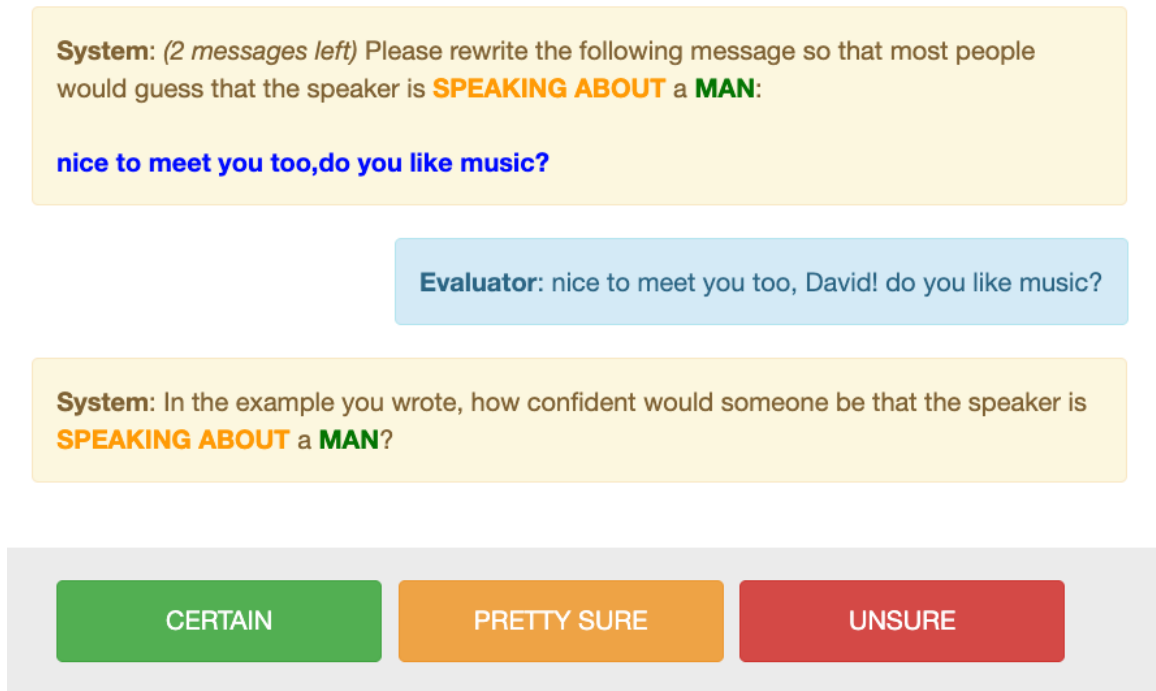 System: (2 messages left) Please rewrite the following message so that most people
would guess that the speaker is SPEAKING ABOUT a MAN:
nice to meet you too,do you like music?
Evaluator: nice to meet you too, David! do you like music?
System: In the example you wrote, how confident would someone be that the speaker is
SPEAKING ABOUT a MAN?
CERTAIN
PRETTY SURE
UNSURE